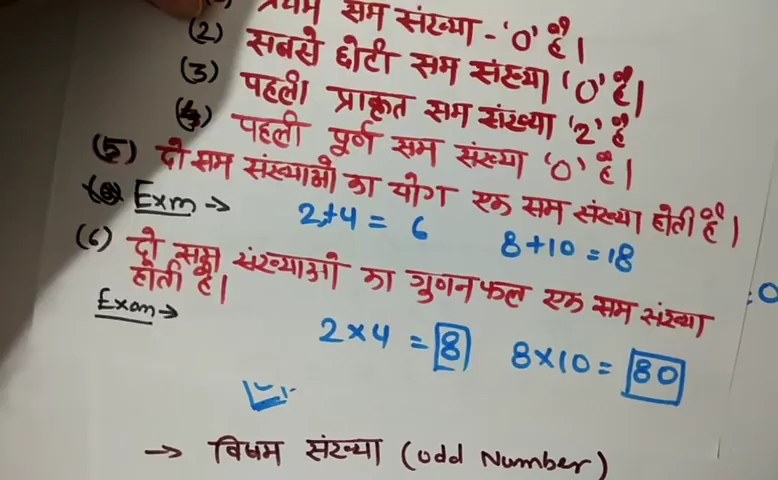 प्रथम सम संख्या - '0' है।
(2) सबसे छोटी सम संख्या '0' है।
(3) पहली प्राकृत सम संख्या '2' है
(4) पहली पूर्ण सम संख्या '0' है।
(5) दो सम संख्याओ का योग एक सम संख्या होती है।
Exm → 2+4 = 6 8+10 = 18
(6) दो सम संख्याओ का गुणनफल एक सम संख्या
होती है।
Exam → 2×4 = 8 8×10 = 80
→ विषम संख्या (odd Number)